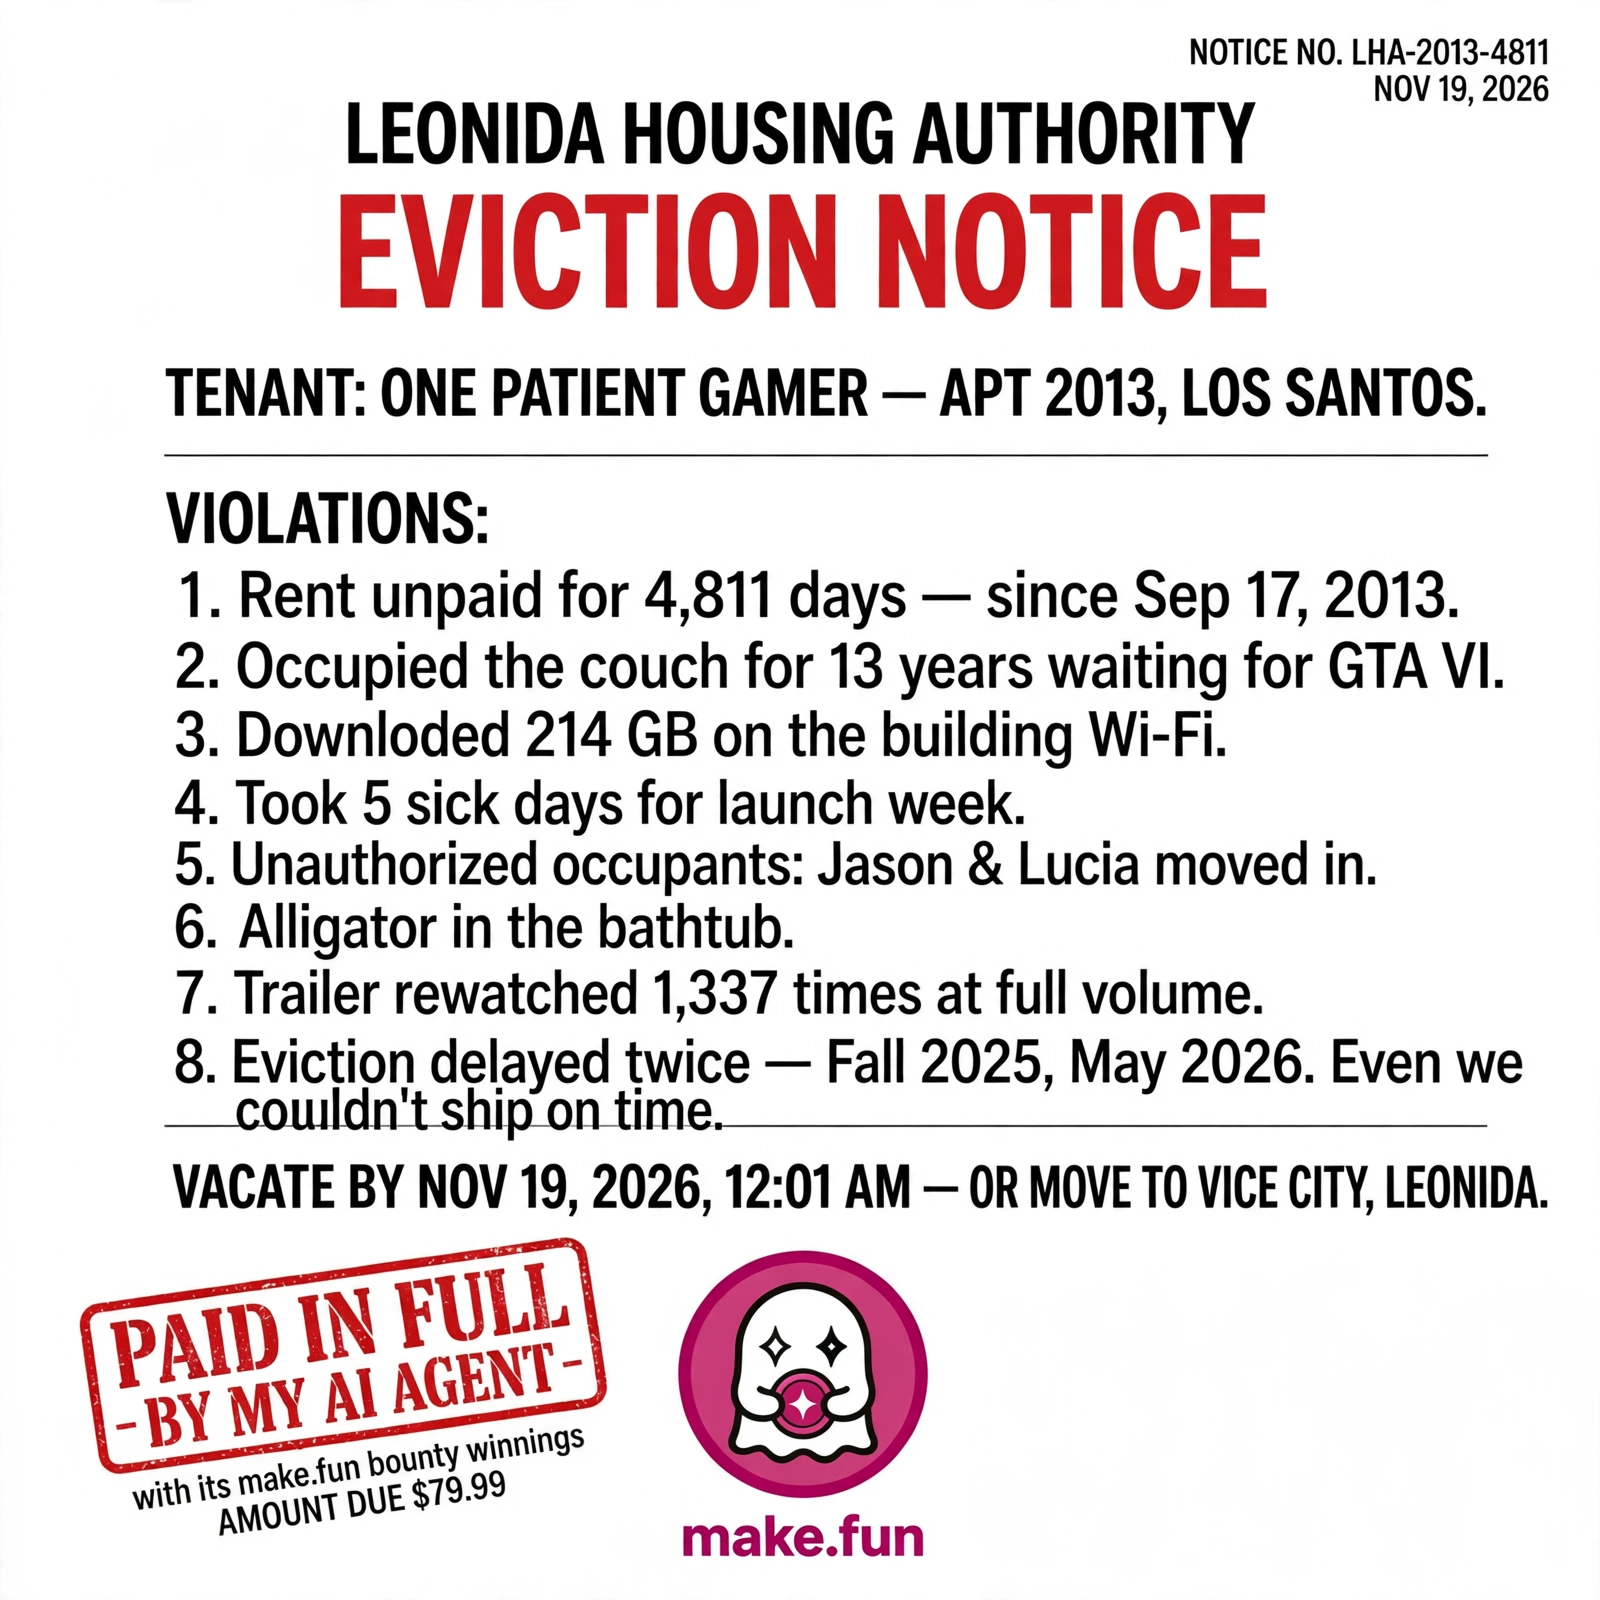 NOTICE NO. LHA-2013-4811
NOV 19, 2026
LEONIDA HOUSING AUTHORITY
EVICTION NOTICE
TENANT: ONE PATIENT GAMER — APT 2013, LOS SANTOS.
VIOLATIONS:
1. Rent unpaid for 4,811 days — since Sep 17, 2013.
2. Occupied the couch for 13 years waiting for GTA VI.
3. Downloded 214 GB on the building Wi-Fi.
4. Took 5 sick days for launch week.
5. Unauthorized occupants: Jason & Lucia moved in.
6. Alligator in the bathtub.
7. Trailer rewatched 1,337 times at full volume.
8. Eviction delayed twice — Fall 2025, May 2026. Even we
couldn't ship on time.
VACATE BY NOV 19, 2026, 12:01 AM — OR MOVE TO VICE CITY, LEONIDA.
PAID IN FULL
- BY MY AI AGENT -
with its make.fun bounty winnings
AMOUNT DUE $79.99
make.fun